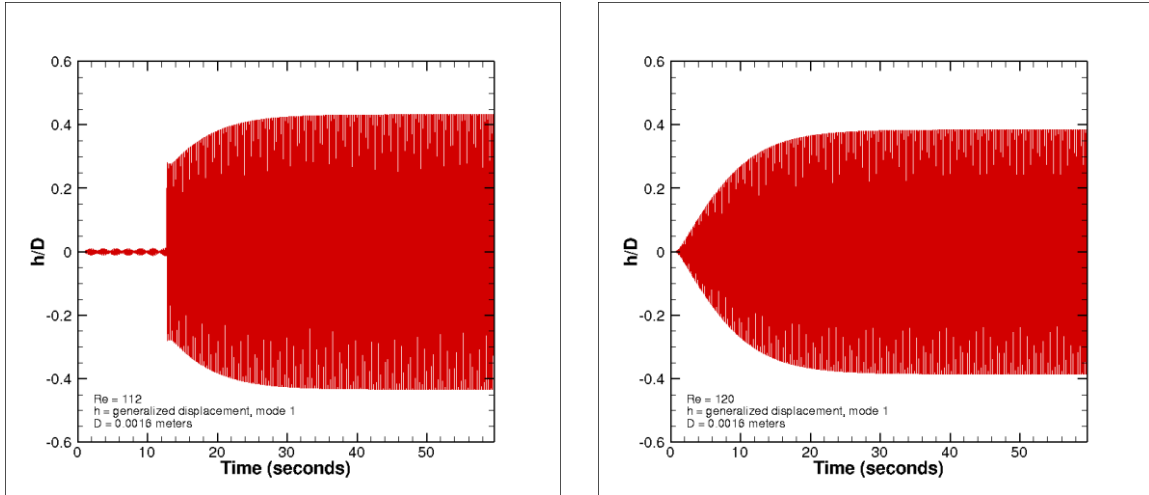 0.6
0.4
0.2
0
-0.2
-0.4
-0.6
h/D
Re = 112
h = generalized displacement, mode 1
D = 0.0016 meters
0 10 20 30 40 50
Time (seconds)
0.6
0.4
0.2
0
-0.2
-0.4
-0.6
h/D
Re = 120
h = generalized displacement, mode 1
D = 0.0016 meters
0 10 20 30 40 50
Time (seconds)